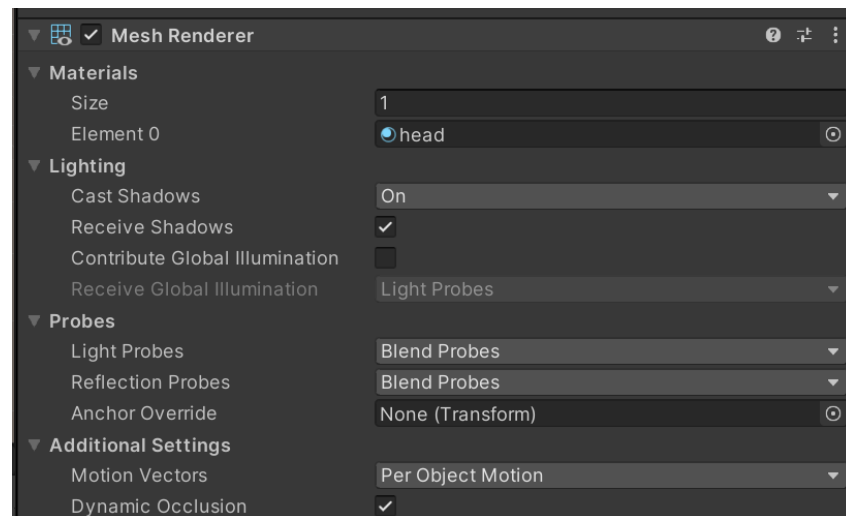 Mesh Renderer
Materials
Size 1
Element 0 head
Lighting
Cast Shadows On
Receive Shadows
Contribute Global Illumination
Receive Global Illumination Light Probes
Probes
Light Probes Blend Probes
Reflection Probes Blend Probes
Anchor Override None (Transform)
Additional Settings
Motion Vectors Per Object Motion
Dynamic Occlusion